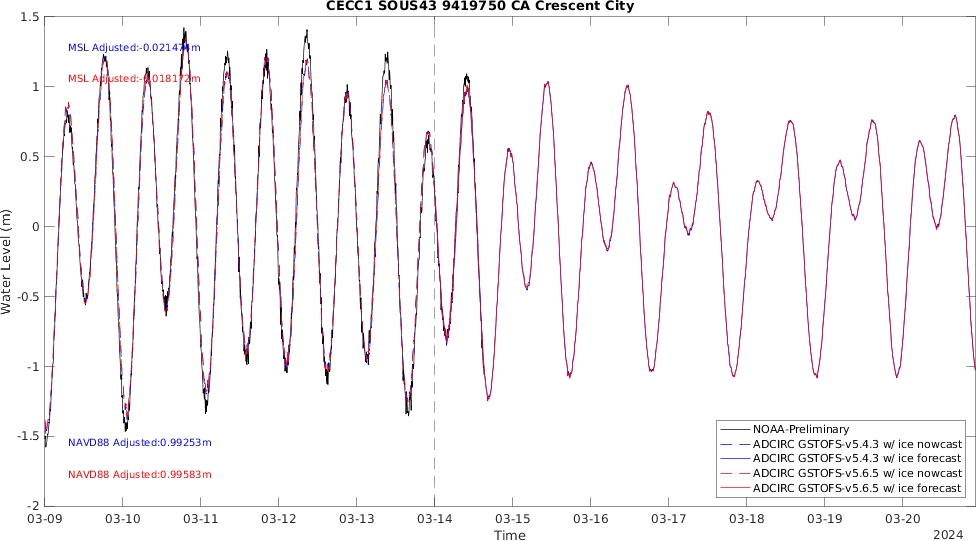 CECC1 SOUS43 9419750 CA Crescent City
MSL Adjusted:-0.021474m
MSL Adjusted:-0.018172m
NAVD88 Adjusted:0.99253m
NAVD88 Adjusted:0.99583m
Water Level (m)
1.5
1
0.5
0
-0.5
-1
-1.5
-2
NOAA-Preliminary
ADCIRC GSTOFS-v5.4.3 w/ ice nowcast
ADCIRC GSTOFS-v5.4.3 w/ ice forecast
ADCIRC GSTOFS-v5.6.5 w/ ice nowcast
ADCIRC GSTOFS-v5.6.5 w/ ice forecast
03-09 03-10 03-11 03-12 03-13 03-14 03-15 03-16 03-17 03-18 03-19 03-20
Time
2024